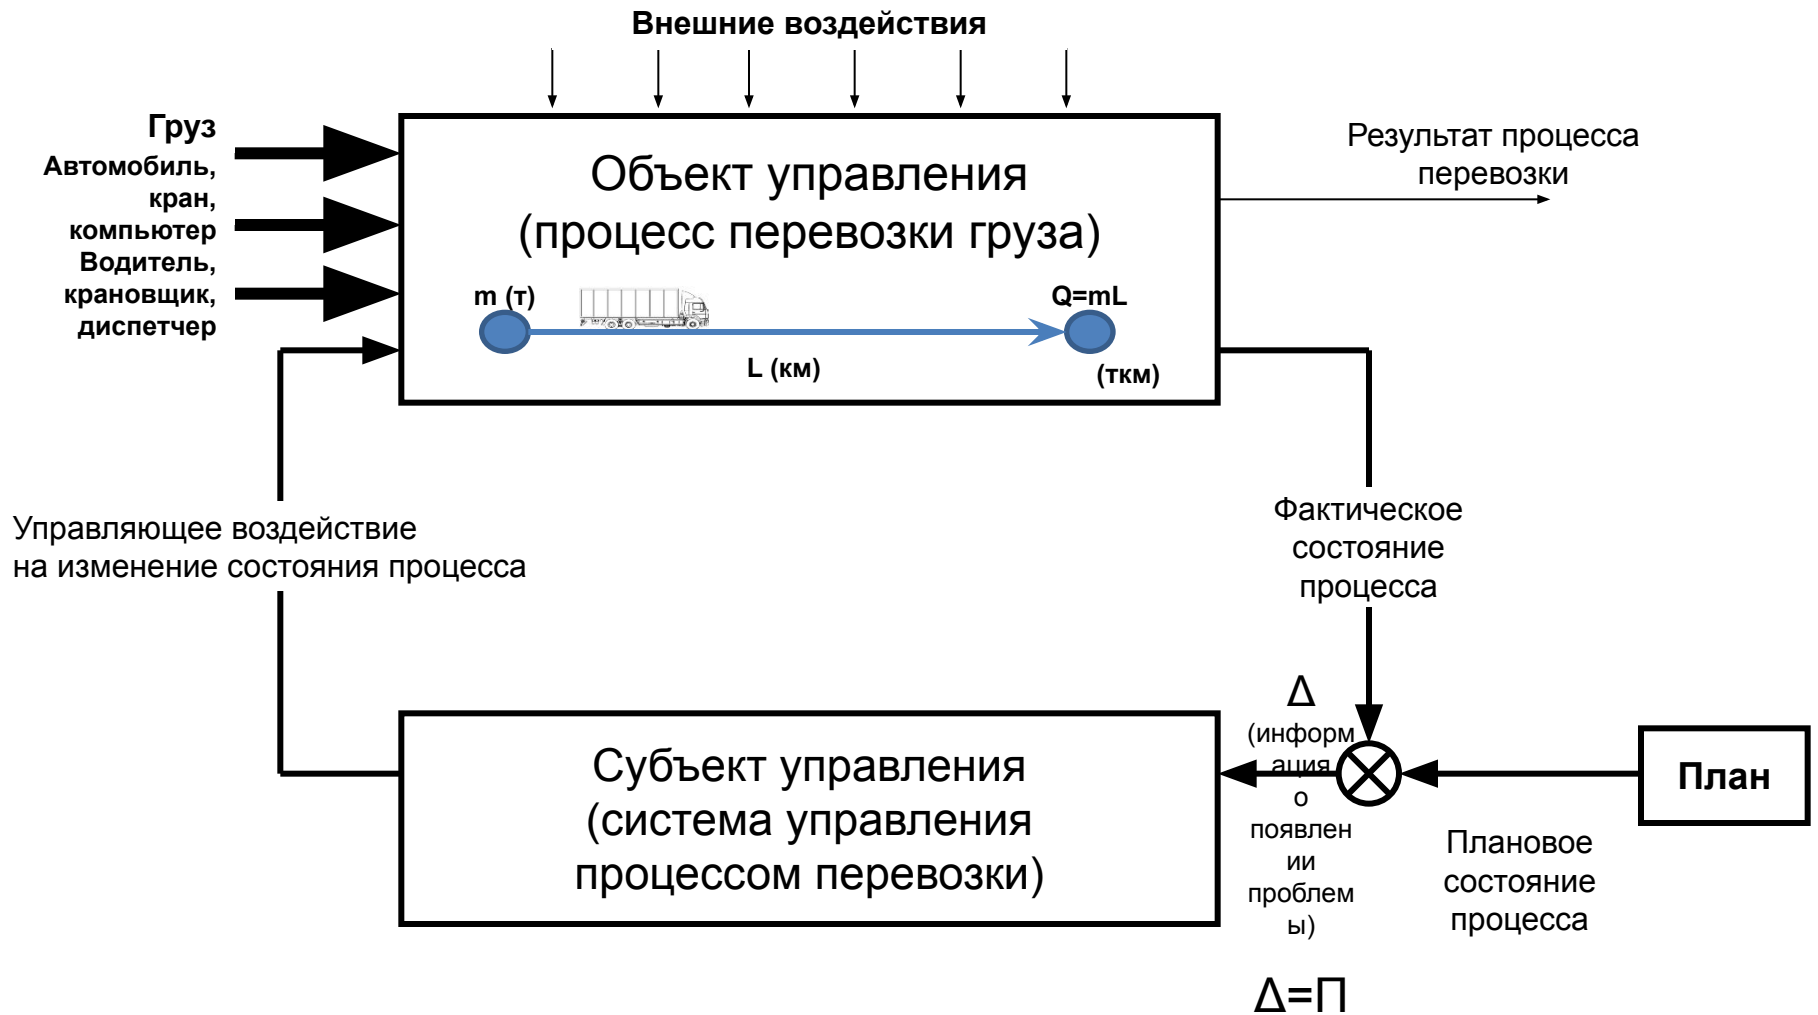 Внешние воздействия
Груз
Автомобиль,
кран,
компьютер
Водитель,
крановщик,
диспетчер
Объект управления
(процесс перевозки груза)
m (т)
Q=mL
L (км)
(ткм)
Результат процесса
перевозки
Управляющее воздействие
на изменение состояния процесса
Фактическое
состояние
процесса
Субъект управления
(система управления
процессом перевозки)
Δ
(информ
ация
о
появлен
ии
проблем
ы)
План
Плановое
состояние
процесса
Δ=П